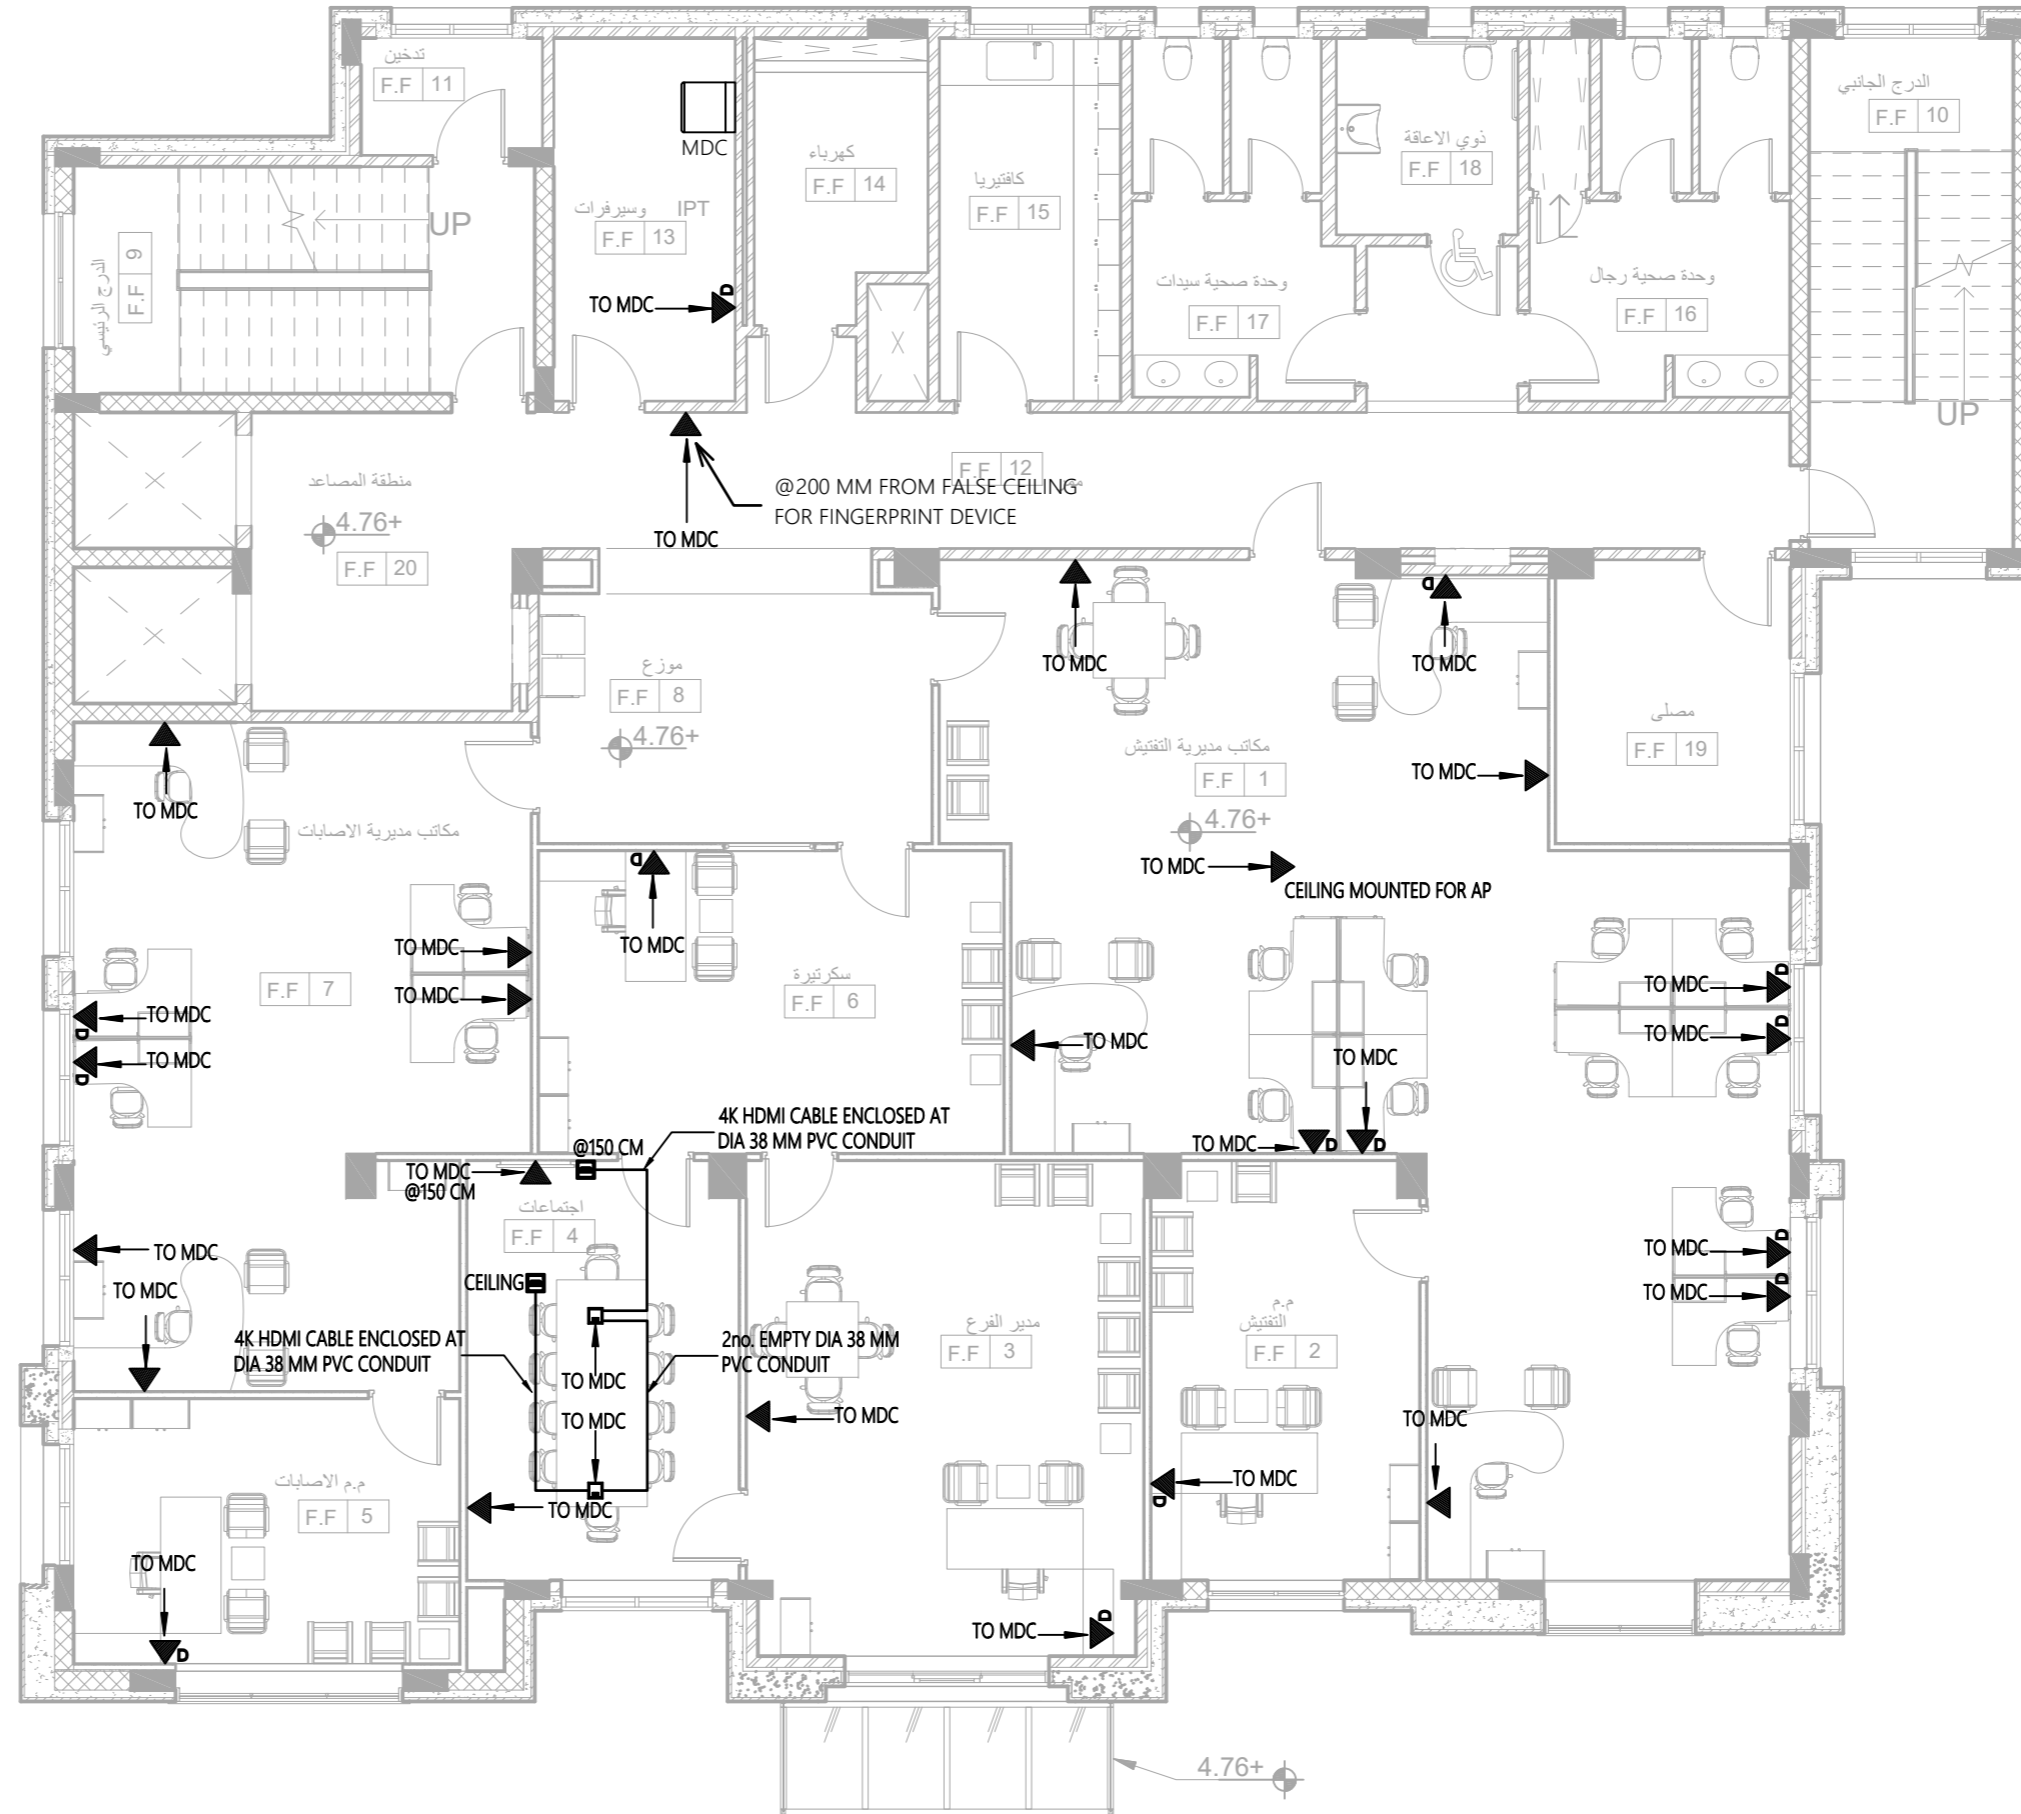 تدخين
F.F 11
MDC
كهرباء
F.F 14
كافتيريا
F.F 15
ذوي الاعاقة
F.F 18
الدرج الجانبي
F.F 10
UP
الدرج الرئيسي
F.F 9
وسيرفرات IPT
F.F 13
TO MDC
D
وحدة صحية سيدات
F.F 17
وحدة صحية رجال
F.F 16
UP
منطقة المصاعد
4.76+
F.F 20
F.F 12
@200 MM FROM FALSE CEILING
FOR FINGERPRINT DEVICE
TO MDC
موزع
F.F 8
4.76+
TO MDC
D
TO MDC
مصلى
F.F 19
مكاتب مديرية التفتيش
F.F 1
4.76+
TO MDC
TO MDC
CEILING MOUNTED FOR AP
TO MDC
مكاتب مديرية الاصابات
F.F 7
TO MDC
TO MDC
TO MDC
D
TO MDC
D
D
TO MDC
سكرتيرة
F.F 6
TO MDC
TO MDC
D
TO MDC
D
TO MDC
D
TO MDC
D
4K HDMI CABLE ENCLOSED AT
DIA 38 MM PVC CONDUIT
@150 CM
TO MDC
@150 CM
اجتماعات
F.F 4
CEILING
TO MDC
TO MDC
4K HDMI CABLE ENCLOSED AT
DIA 38 MM PVC CONDUIT
2no. EMPTY DIA 38 MM
PVC CONDUIT
TO MDC
TO MDC
TO MDC
مدير الفرع
F.F 3
TO MDC
TO MDC
D
م.م
التفتيش
F.F 2
TO MDC
D
TO MDC
D
TO MDC
D
TO MDC
م.م الاصابات
F.F 5
TO MDC
D
4.76+